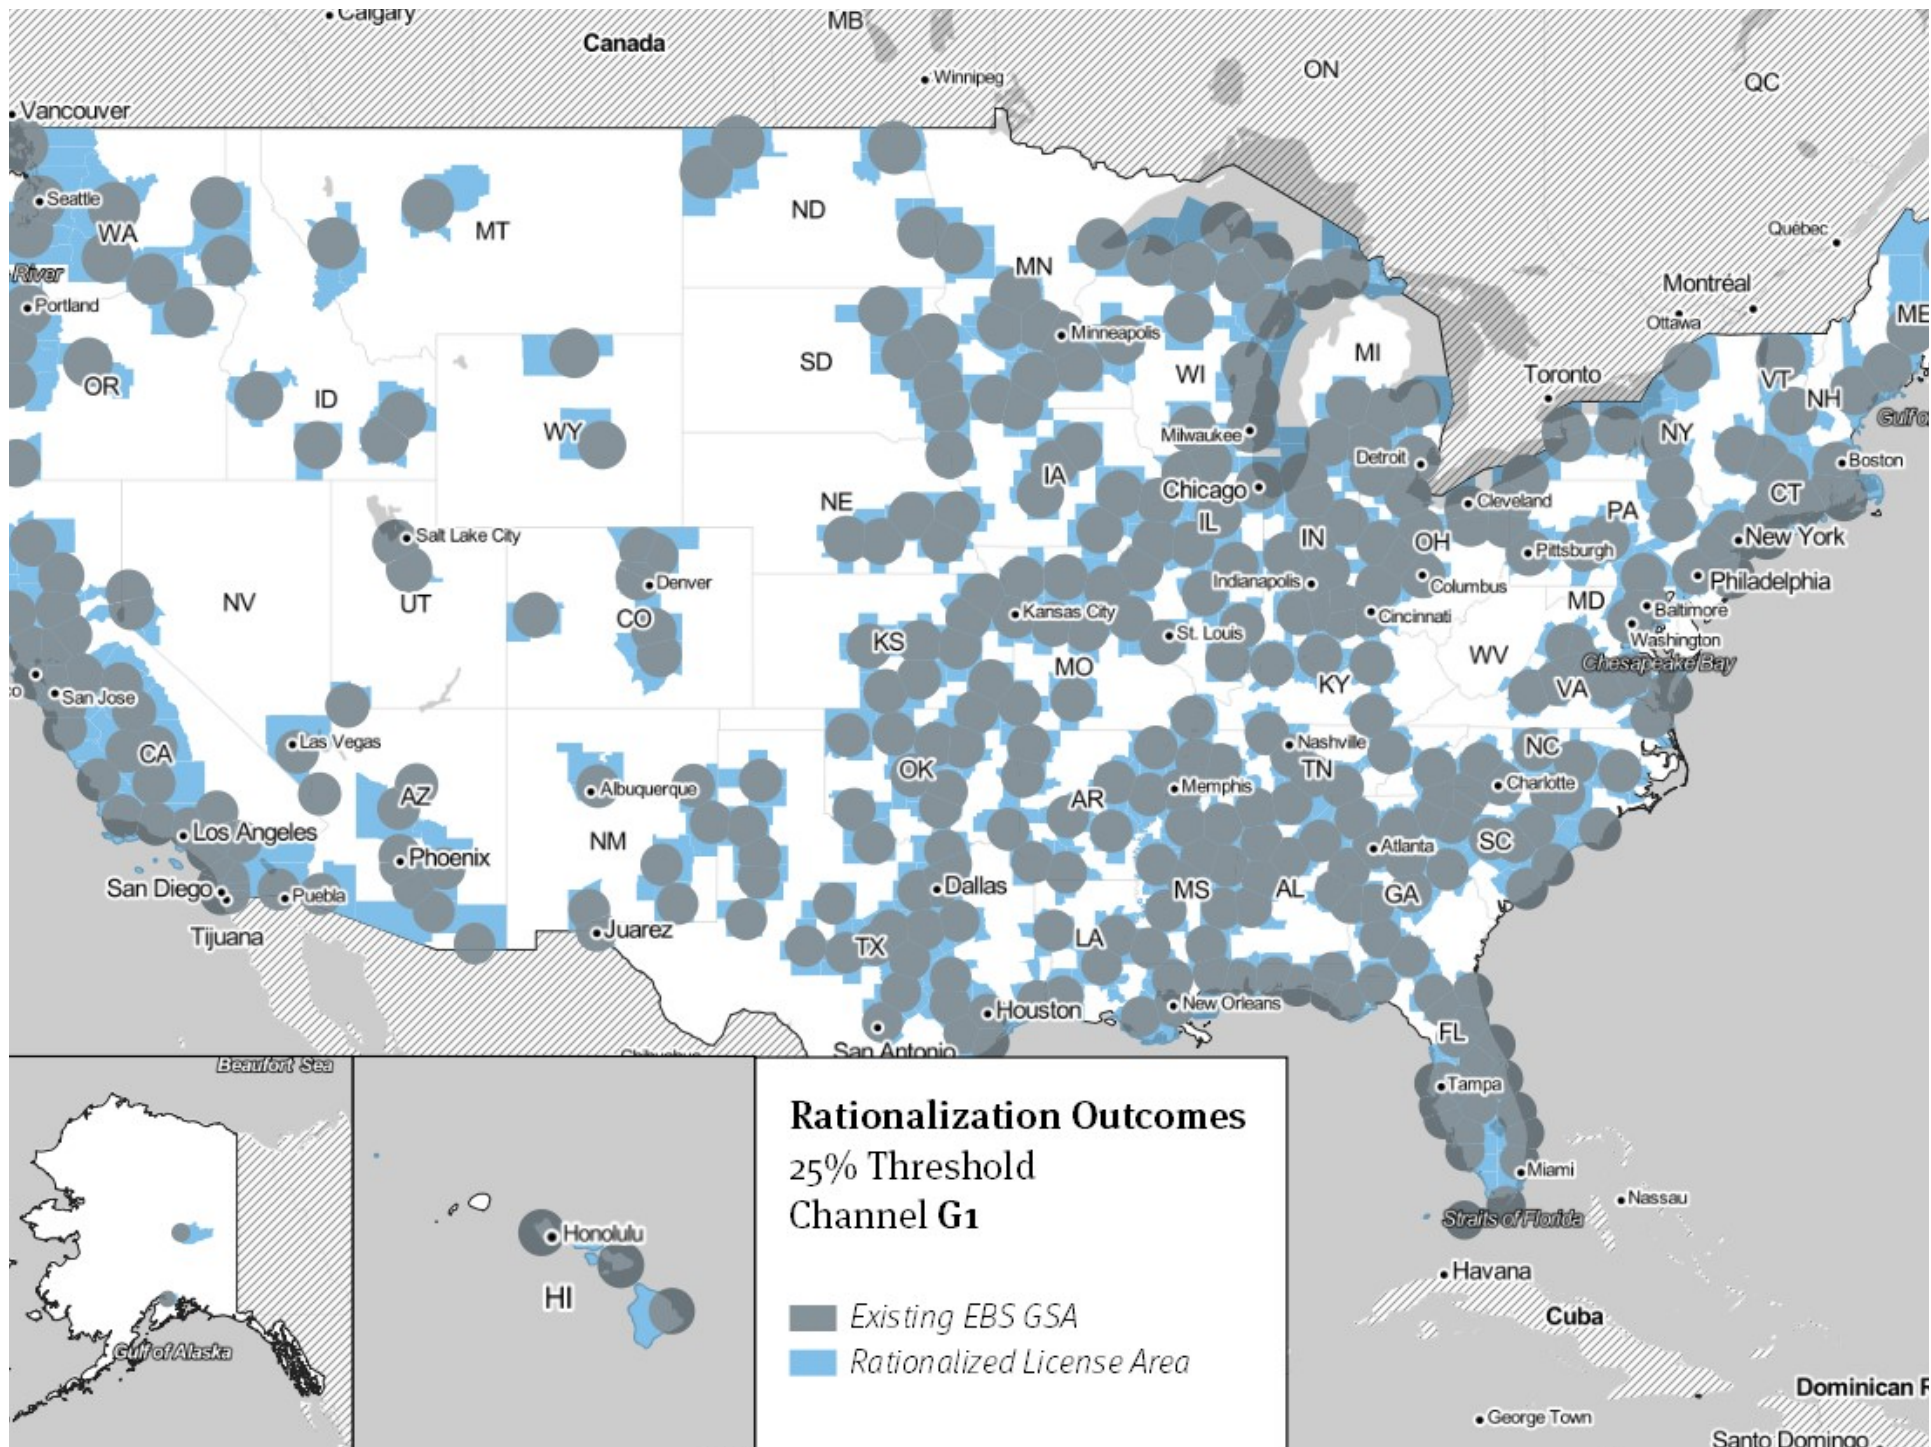 Calgary
MB
Canada
Winnipeg
ON
QC
Vancouver
Seattle
WA
MT
ND
MN
Québec
Montréal
Ottawa
River
Portland
OR
ID
WY
SD
Minneapolis
WI
MI
Toronto
VT
NH
ME
NY
Gulf o
Milwaukee
Detroit
Boston
IA
Chicago
Cleveland
CT
NE
IL
IN
OH
PA
Pittsburgh
New York
Salt Lake City
Denver
NV
UT
CO
Indianapolis
Columbus
Philadelphia
Kansas City
Cincinnati
MD
Baltimore
Washington
KS
St. Louis
MO
KY
WV
Chesapeake Bay
VA
co
San Jose
CA
Las Vegas
Nashville
TN
NC
AZ
Albuquerque
OK
AR
Memphis
Charlotte
Los Angeles
Phoenix
NM
SC
Atlanta
San Diego
Puebla
Dallas
MS
AL
GA
Tijuana
Juarez
TX
LA
Houston
New Orleans
San Antonio
FL
Chihuahua
Beaufort Sea
Tampa
Miami
Nassau
Straits of Florida
Honolulu
HI
Gulf of Alaska
Rationalization Outcomes
25% Threshold
Channel G1
Existing EBS GSA
Rationalized License Area
Havana
Cuba
Dominican R
George Town
Santo Domingo